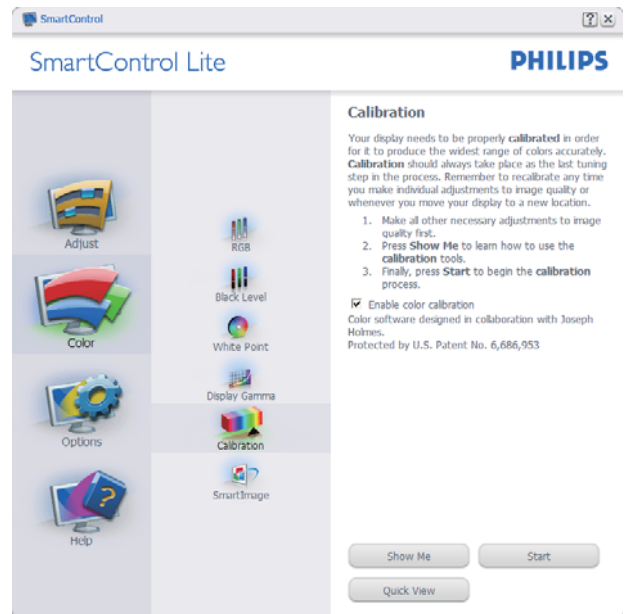 SmartControl
SmartControl Lite
PHILIPS
Adjust
Color
Options
Help
RGB
Black Level
White Point
Display Gamma
Calibration
SmartImage
Calibration
Your display needs to be properly calibrated in order
for it to produce the widest range of colors accurately.
Calibration should always take place as the last tuning
step in the process. Remember to recalibrate any time
you make individual adjustments to image quality or
whenever you move your display to a new location.
1. Make all other necessary adjustments to image
quality first.
2. Press Show Me to learn how to use the
calibration tools.
3. Finally, press Start to begin the calibration
process.
Enable color calibration
Color software designed in collaboration with Joseph
Holmes.
Protected by U.S. Patent No. 6,686,953
Show Me
Start
Quick View